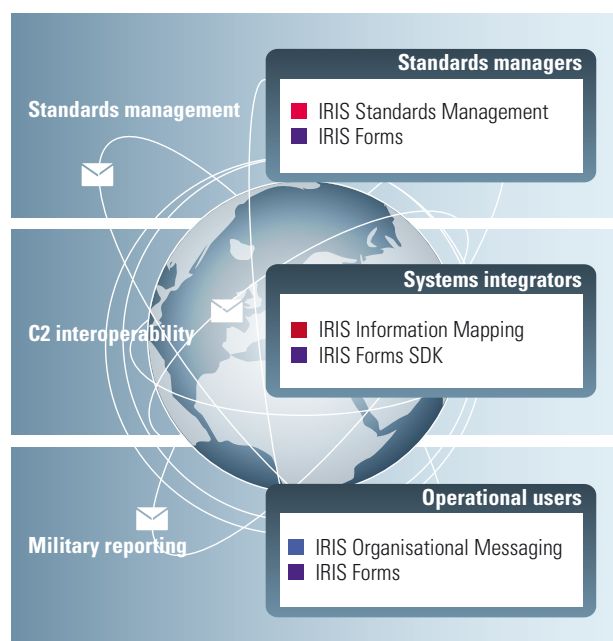 Standards managers
Standards management
IRIS Standards Management
IRIS Forms
Systems integrators
C2 interoperability
IRIS Information Mapping
IRIS Forms SDK
Operational users
Military reporting
IRIS Organisational Messaging
IRIS Forms